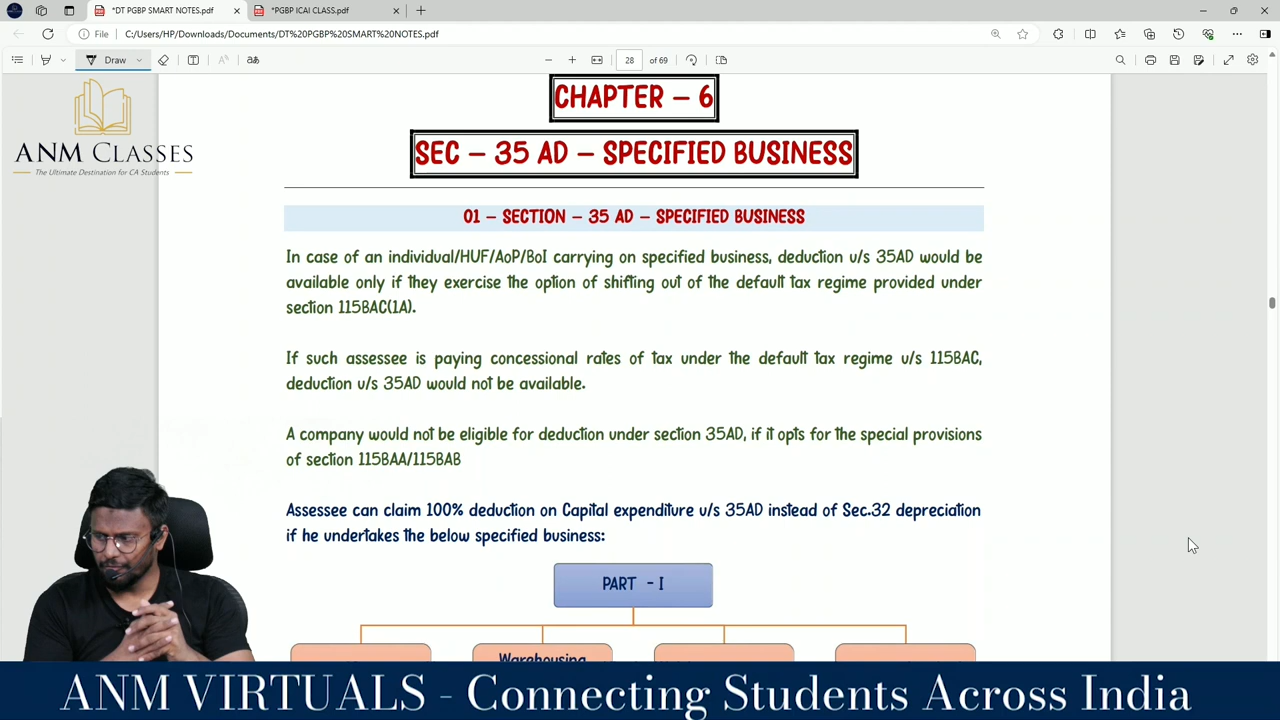 *DT PGBP SMART NOTES.pdf
*PGBP ICAI CLASS.pdf
File
C:/Users/HP/Downloads/Documents/DT%20PGBP%20SMART%20NOTES.pdf
Draw
28 of 69
ANM CLASSES
The Ultimate Destination for CA Students
CHAPTER – 6
SEC – 35 AD – SPECIFIED BUSINESS
01 – SECTION – 35 AD – SPECIFIED BUSINESS
In case of an individual/HUF/AoP/BoI carrying on specified business, deduction u/s 35AD would be
available only if they exercise the option of shifting out of the default tax regime provided under
section 115BAC(1A).
If such assessee is paying concessional rates of tax under the default tax regime u/s 115BAC,
deduction u/s 35AD would not be available.
A company would not be eligible for deduction under section 35AD, if it opts for the special provisions
of section 115BAA/115BAB
Assessee can claim 100% deduction on Capital expenditure u/s 35AD instead of Sec.32 depreciation
if he undertakes the below specified business:
PART - I
Warehousing
ANM VIRTUALS - Connecting Students Across India